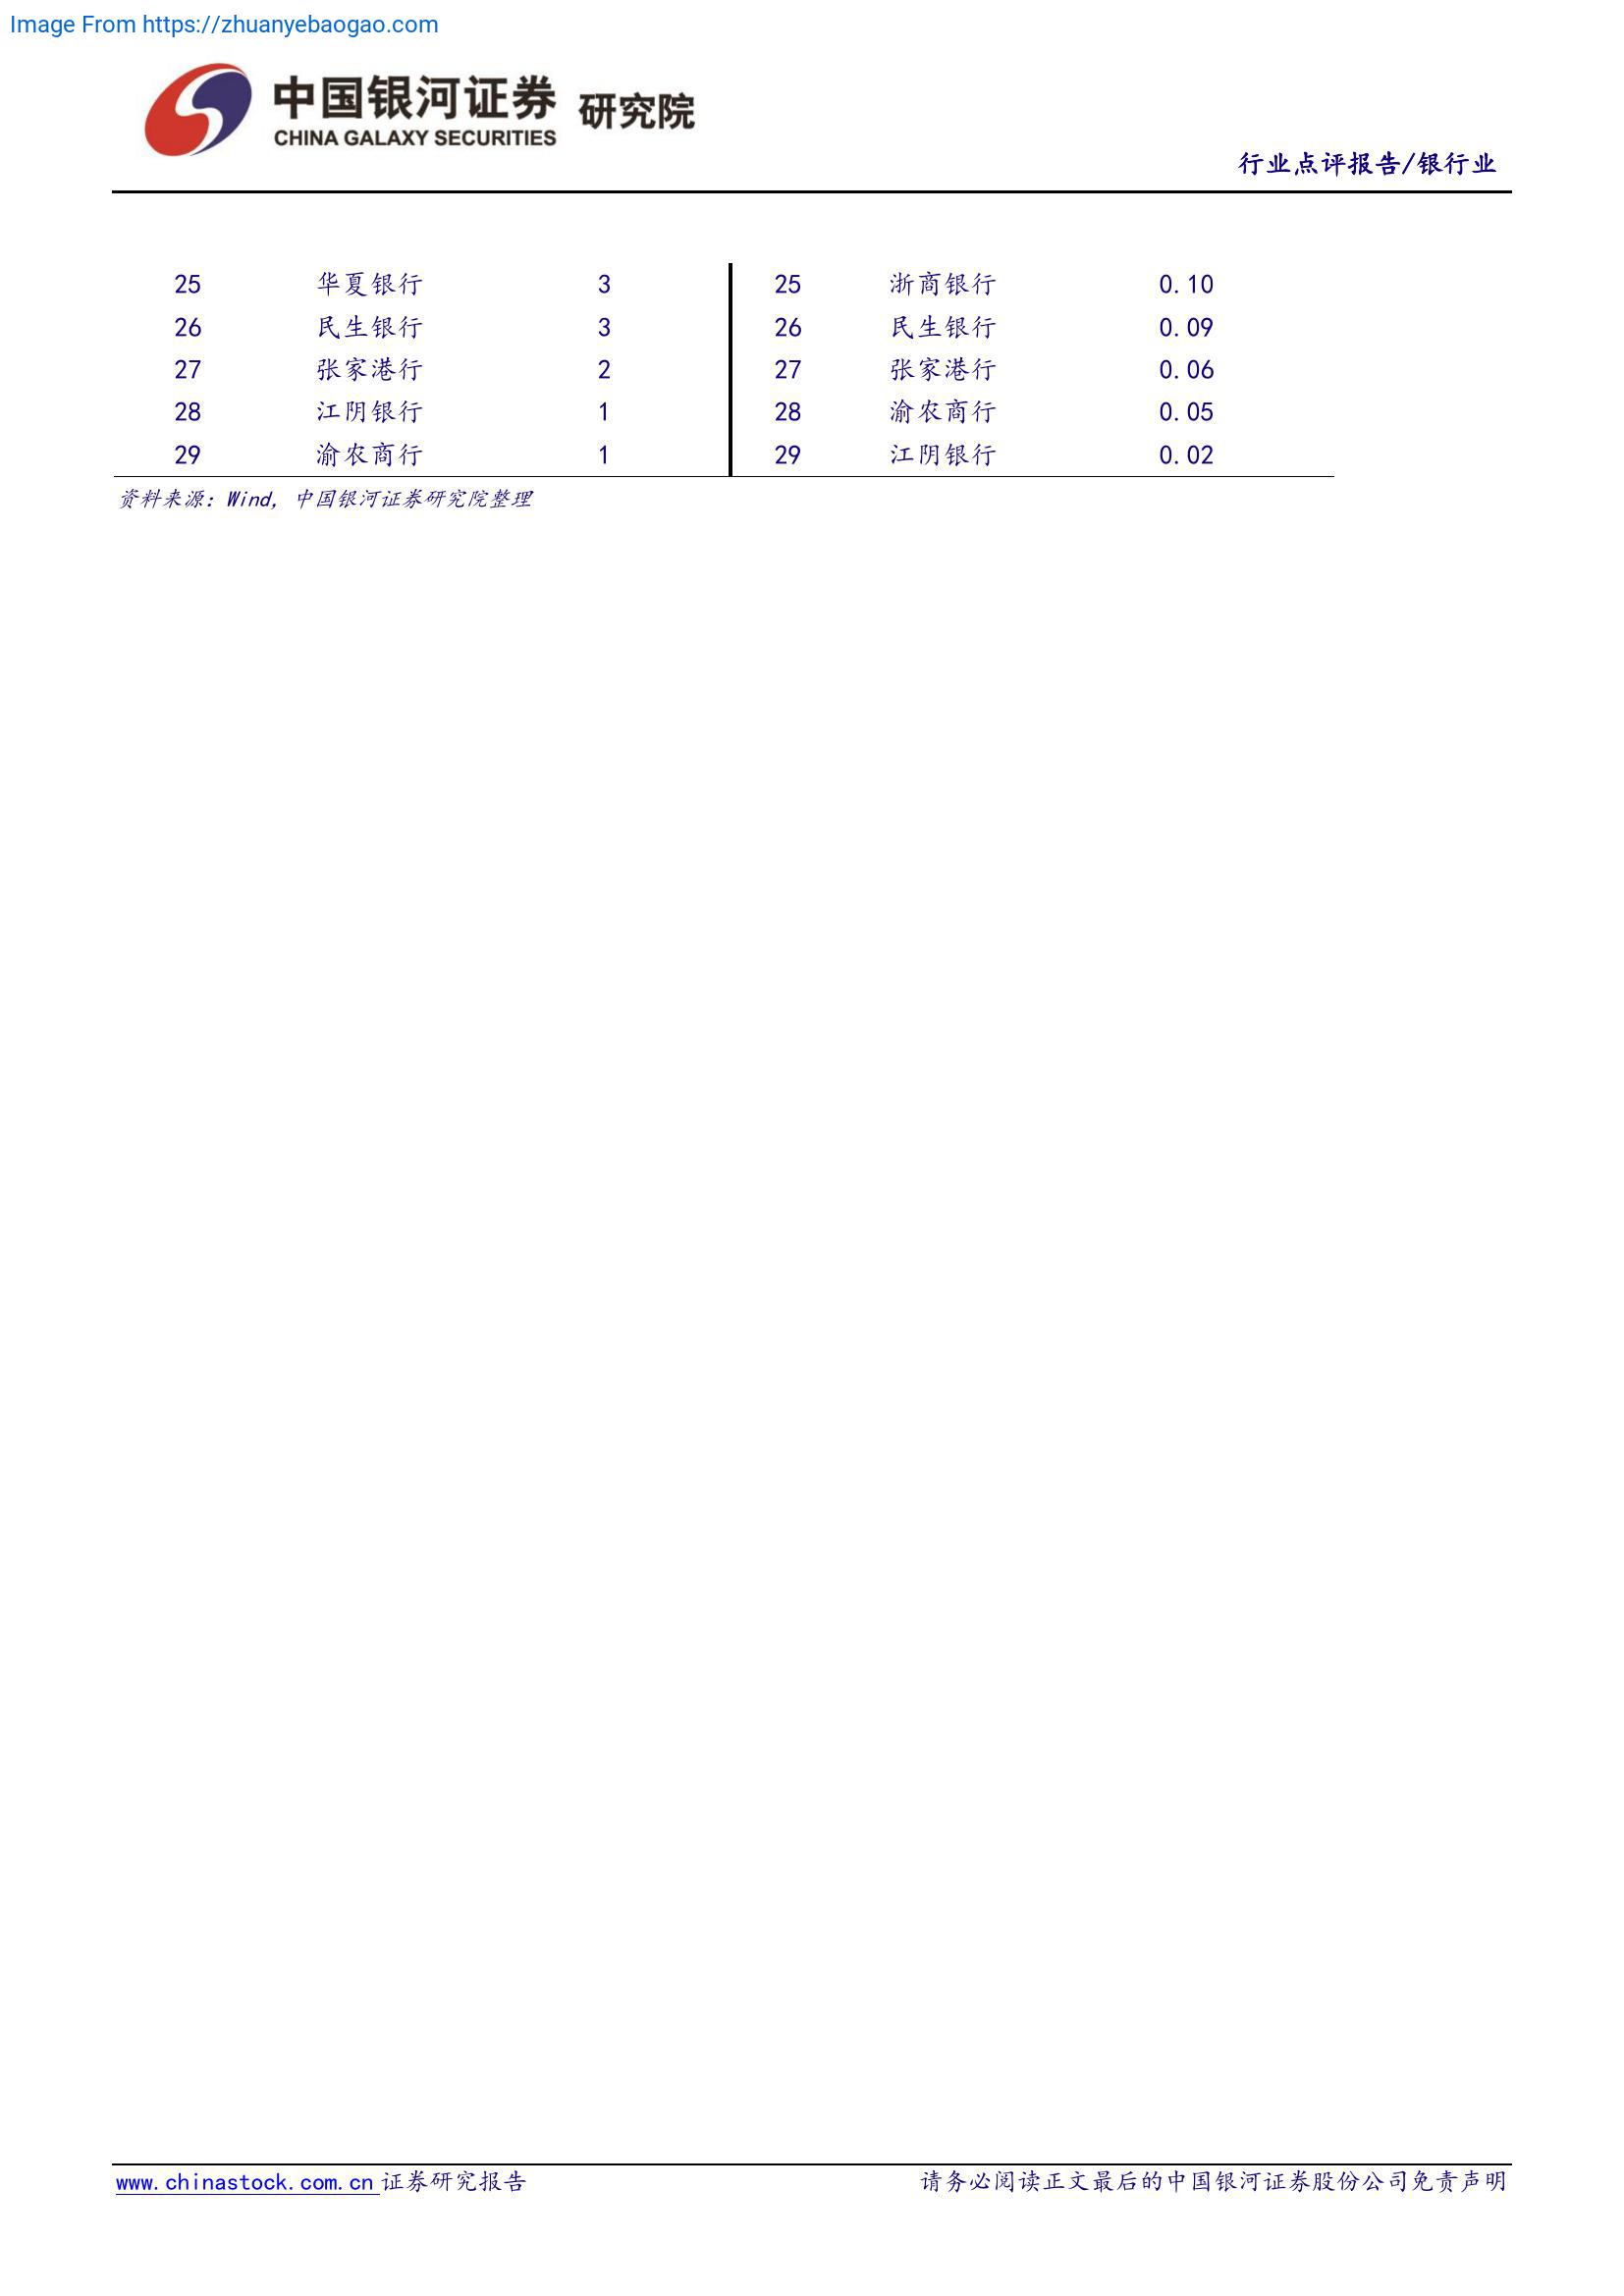 Image From https://zhuanyebaogao.com
中国银河证券 研究院
CHINA GALAXY SECURITIES
行业点评报告/银行业
25 华夏银行 3 25 浙商银行 0.10
26 民生银行 3 26 民生银行 0.09
27 张家港行 2 27 张家港行 0.06
28 江阴银行 1 28 渝农商行 0.05
29 渝农商行 1 29 江阴银行 0.02
资料来源：Wind，中国银河证券研究院整理
www.chinastock.com.cn 证券研究报告 请务必阅读正文最后的中国银河证券股份公司免责声明